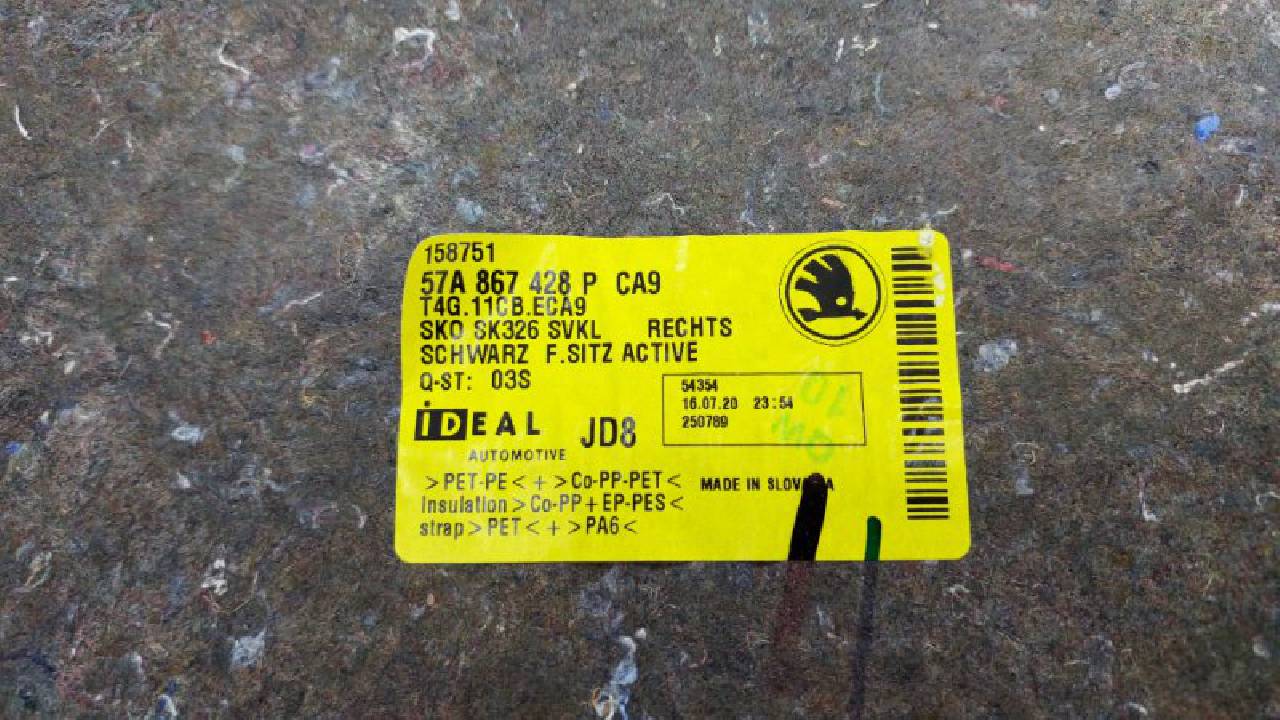 158751
57A 867 428 P CA9
T4G.11CB.ECA9
SKO SK326 SVKL RECHTS
SCHWARZ F.SITZ ACTIVE
Q-ST: 03S
54354
16.07.20 23:54
250789
iDEAL
AUTOMOTIVE
JD8
>PET-PE< + >Co-PP-PET<
MADE IN
Insulation >Co-PP+EP-PES<
strap >PET< + >PA6<